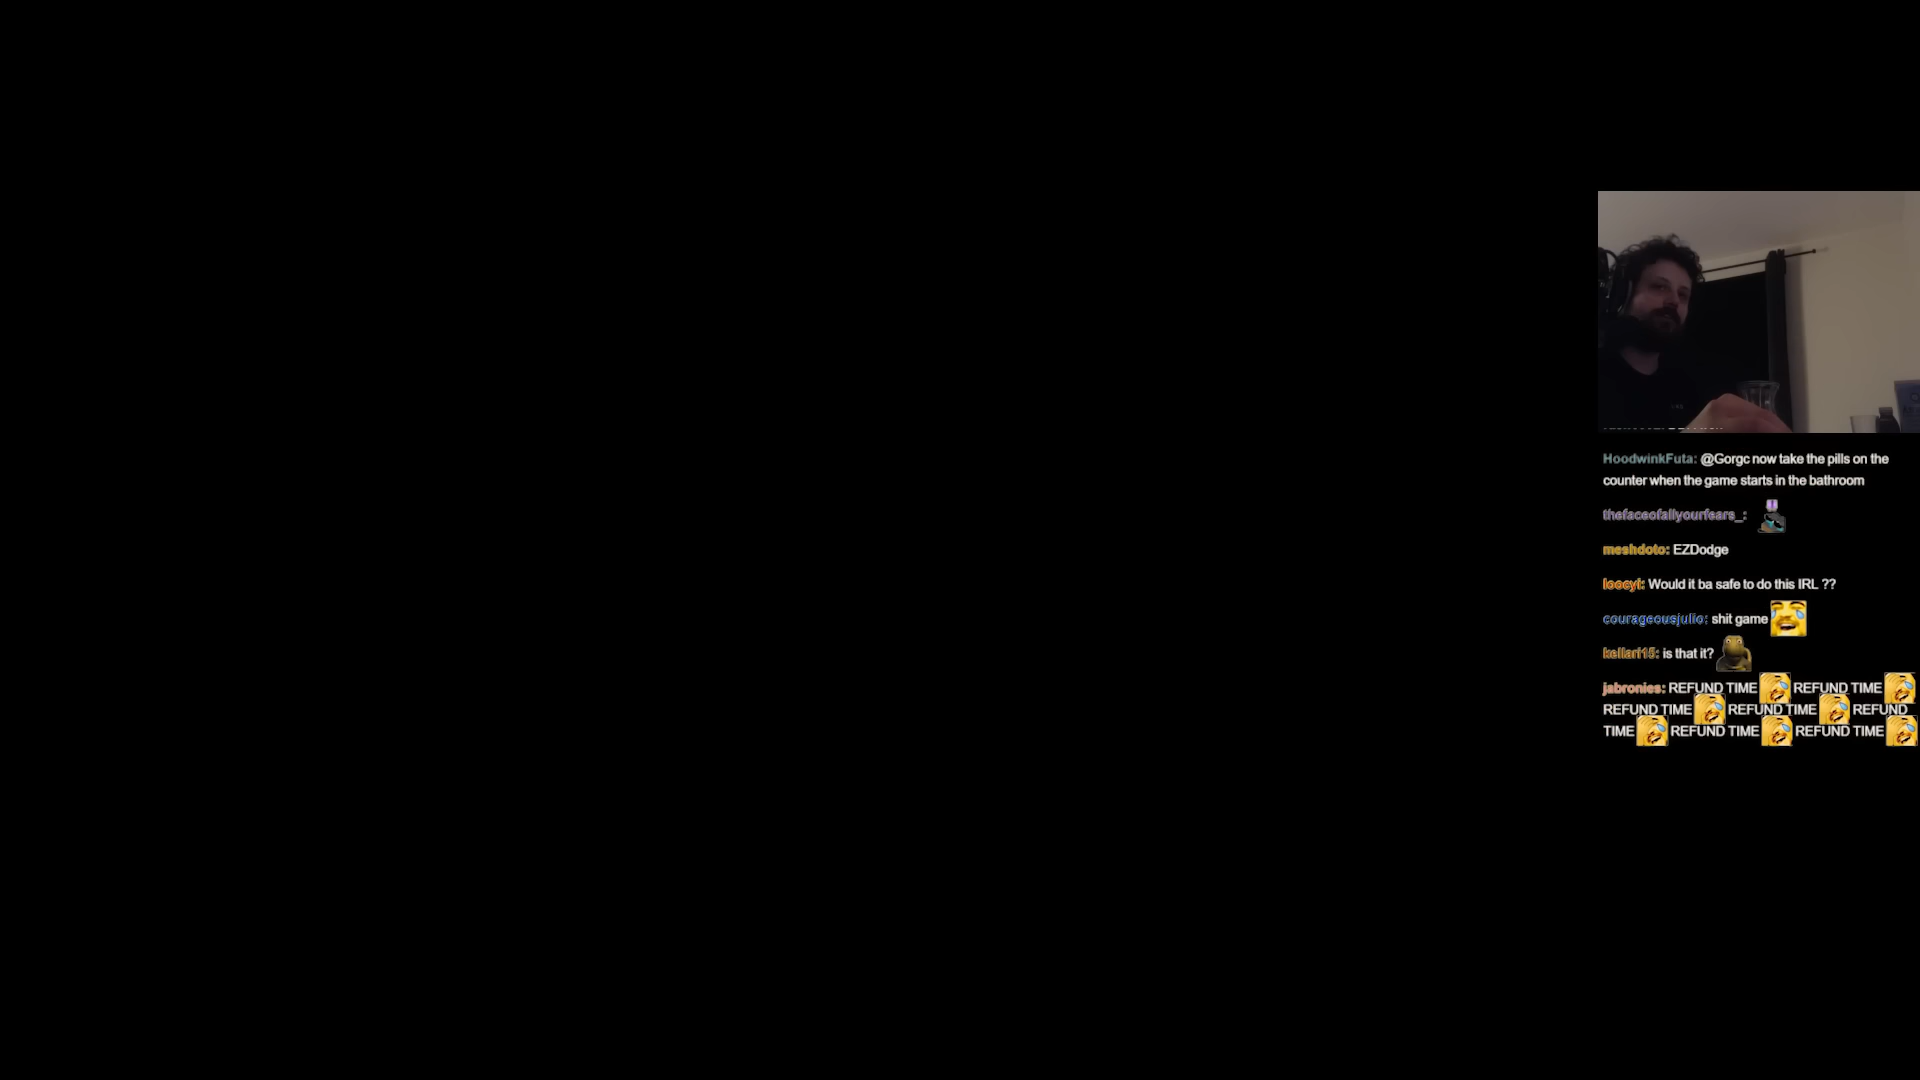 HoodwinkFuta: @Gorgc now take the pills on the
counter when the game starts in the bathroom
thefaceofallyourfears_:
meshdoto: EZDodge
loocyl: Would it ba safe to do this IRL ??
courageousjulio: shit game
kellari15: is that it?
jabronies: REFUND TIME REFUND TIME
REFUND TIME REFUND TIME REFUND
TIME REFUND TIME REFUND TIME